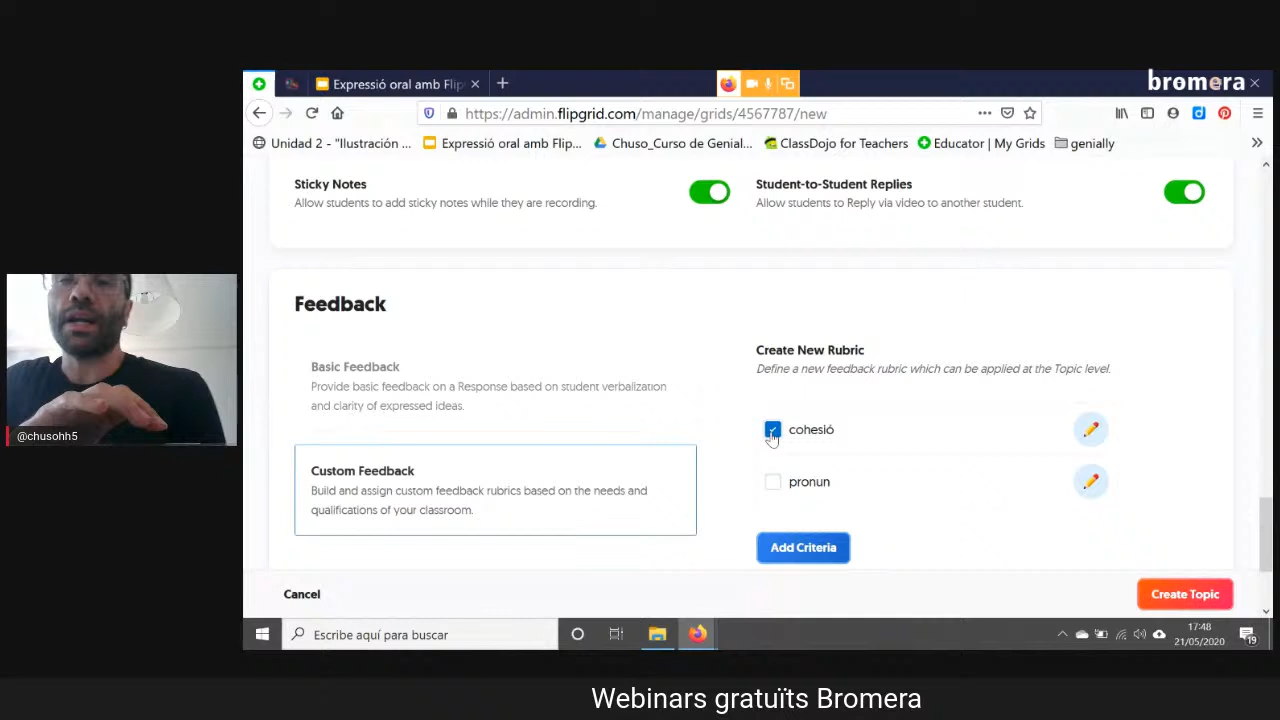 Expressió oral amb Flip
bromera
https://admin.flipgrid.com/manage/grids/4567787/new
Unidad 2 - "Ilustración ...
Expressió oral amb Flip...
Chuso_Curso de Genial...
ClassDojo for Teachers
Educator | My Grids
genially
Sticky Notes
Allow students to add sticky notes while they are recording.
Student-to-Student Replies
Allow students to Reply via video to another student.
Feedback
Basic Feedback
Provide basic feedback on a Response based on student verbalization
and clarity of expressed ideas.
Custom Feedback
Build and assign custom feedback rubrics based on the needs and
qualifications of your classroom.
Create New Rubric
Define a new feedback rubric which can be applied at the Topic level.
cohesió
pronun
Add Criteria
Cancel
Create Topic
@chusohh5
Escribe aquí para buscar
17:48
21/05/2020
19
Webinars gratuïts Bromera